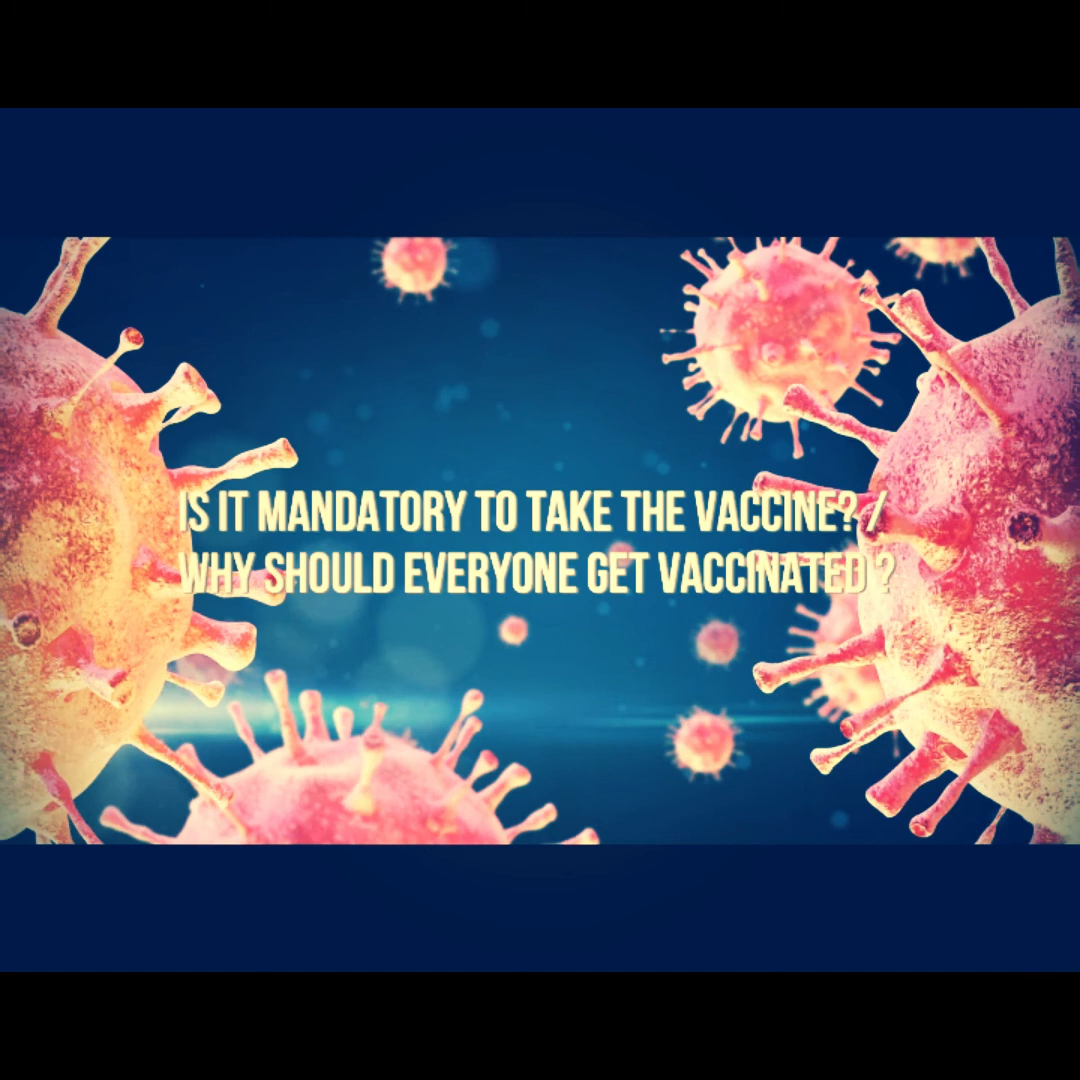 IS IT MANDATORY TO TAKE THE VACCINE? /
WHY SHOULD EVERYONE GET VACCINATED ?